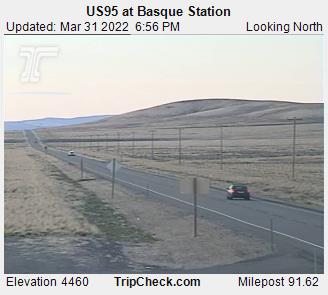 US95 at Basque Station
Updated: Mar 31 2022 6:56 PM Looking North
Elevation 4460 TripCheck.com Milepost 91.62